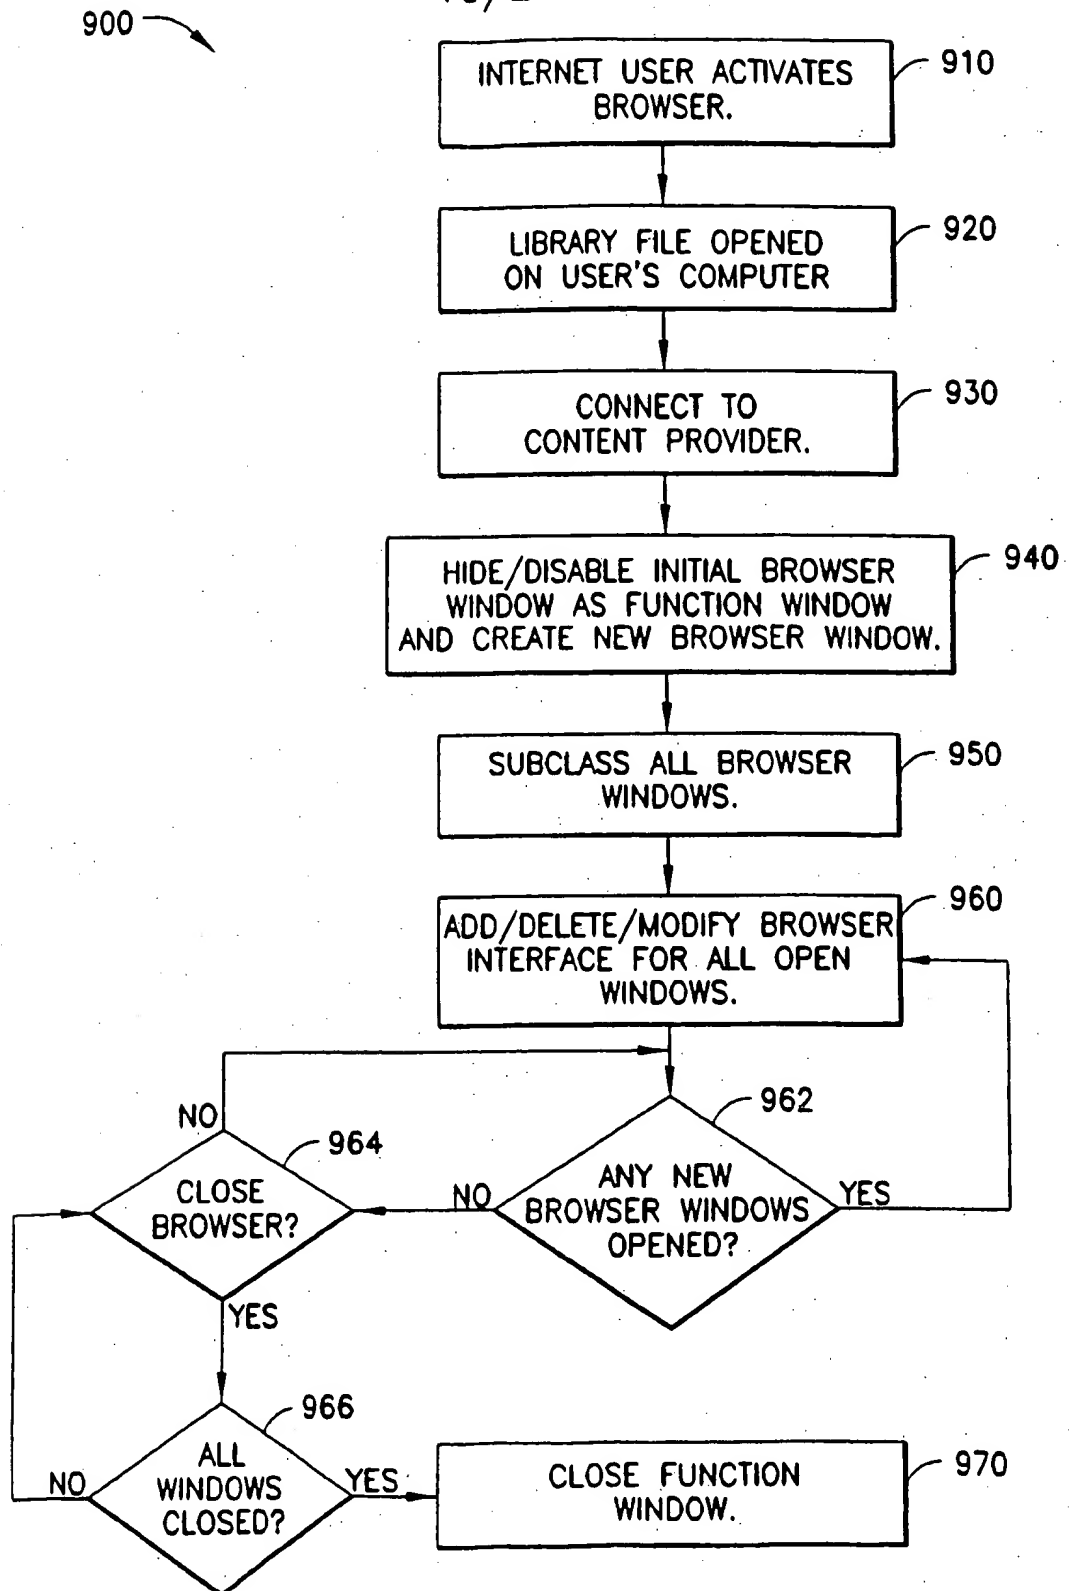 900
INTERNET USER ACTIVATES
BROWSER.
910
LIBRARY FILE OPENED
ON USER'S COMPUTER
920
CONNECT TO
CONTENT PROVIDER.
930
HIDE/DISABLE INITIAL BROWSER
WINDOW AS FUNCTION WINDOW
AND CREATE NEW BROWSER WINDOW.
940
SUBCLASS ALL BROWSER
WINDOWS.
950
ADD/DELETE/MODIFY BROWSER
INTERFACE FOR ALL OPEN
WINDOWS.
960
962
ANY NEW
BROWSER WINDOWS
OPENED?
YES
NO
964
CLOSE
BROWSER?
NO
YES
966
ALL
WINDOWS
CLOSED?
NO
YES
CLOSE FUNCTION
WINDOW.
970